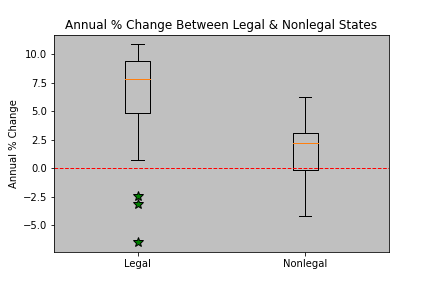 Annual % Change Between Legal & Nonlegal States
Annual % Change
10.0
7.5
5.0
2.5
0.0
−2.5
−5.0
Legal
Nonlegal